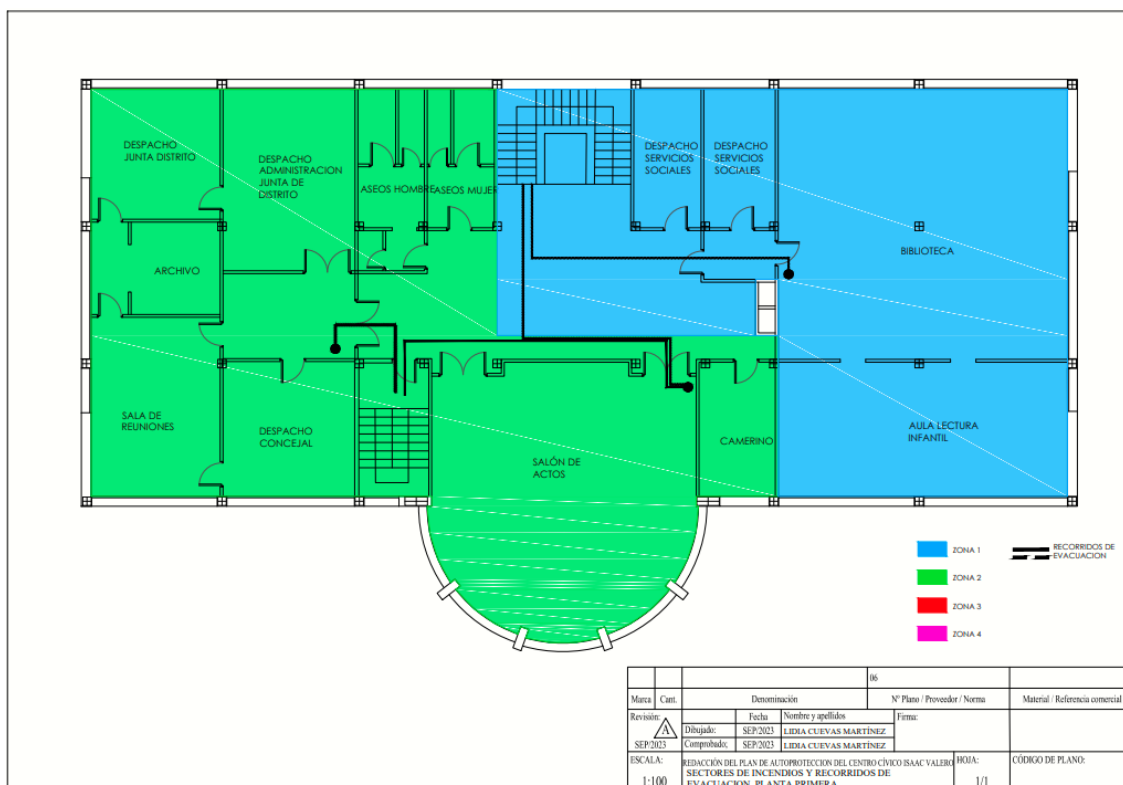 DESPACHO
JUNTA DISTRITO
DESPACHO
ADMINISTRACION
JUNTA DE
DISTRITO
ASEOS HOMBRE
ASEOS MUJER
DESPACHO
SERVICIOS
SOCIALES
DESPACHO
SERVICIOS
SOCIALES
BIBLIOTECA
ARCHIVO
SALA DE
REUNIONES
DESPACHO
CONCEJAL
SALÓN DE
ACTOS
CAMERINO
AULA LECTURA
INFANTIL
ZONA 1
ZONA 2
ZONA 3
ZONA 4
RECORRIDOS DE
EVACUACION
06
Marca Cant. Denominación Nº Plano / Proveedor / Norma Material / Referencia comercial
Revisión: A SEP/2023
Fecha Nombre y apellidos Firma:
Dibujado: SEP/2023 LIDIA CUEVAS MARTÍNEZ
Comprobado; SEP/2023 LIDIA CUEVAS MARTÍNEZ
ESCALA: 1:100
REDACCIÓN DEL PLAN DE AUTOPROTECCION DEL CENTRO CÍVICO ISAAC VALERO
SECTORES DE INCENDIOS Y RECORRIDOS DE
EVACUACION. PLANTA PRIMERA
HOJA: 1/1
CÓDIGO DE PLANO: